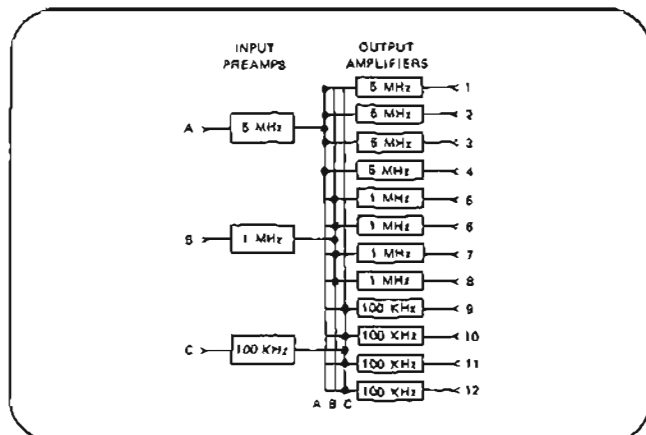 INPUT PREAMPS
OUTPUT AMPLIFIERS
5 MHz 1
5 MHz 2
A 5 MHz
5 MHz 3
5 MHz 4
1 MHz 5
1 MHz 6
B 1 MHz
1 MHz 7
1 MHz 8
100 KHz 9
100 KHz 10
C 100 KHz
100 KHz 11
100 KHz 12
A B C